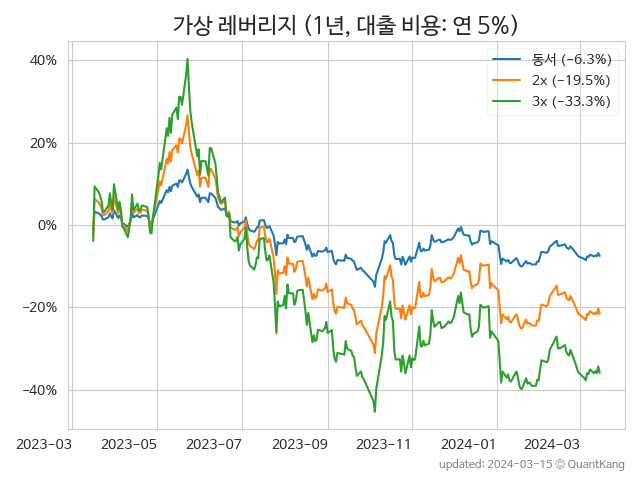 가상 레버리지 (1년, 대출 비용: 연 5%)
동서 (−6.3%)
2x (−19.5%)
3x (−33.3%)
40%
20%
0%
−20%
−40%
2023-03 2023-05 2023-07 2023-09 2023-11 2024-01 2024-03
updated: 2024-03-15 © QuantKang